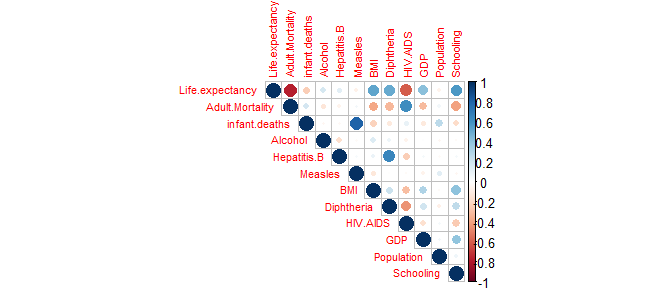 Life.expectancy
Adult.Mortality
infant.deaths
Alcohol
Hepatitis.B
Measles
BMI
Diphtheria
HIV.AIDS
GDP
Population
Schooling
Life.expectancy
Adult.Mortality
infant.deaths
Alcohol
Hepatitis.B
Measles
BMI
Diphtheria
HIV.AIDS
GDP
Population
Schooling
1
0.8
0.6
0.4
0.2
0
-0.2
-0.4
-0.6
-0.8
-1